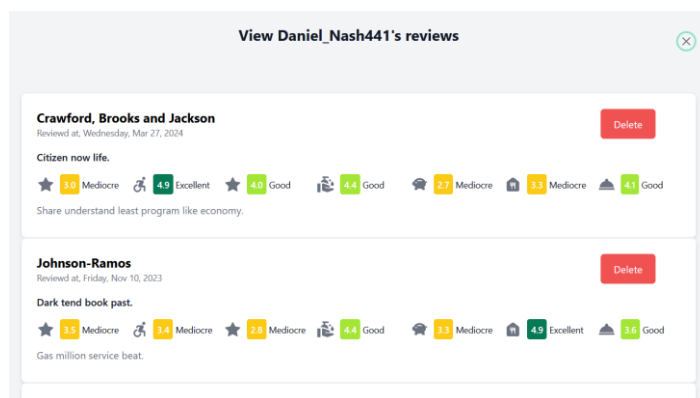 View Daniel_Nash441's reviews
Crawford, Brooks and Jackson
Delete
Reviewd at, Wednesday, Mar 27, 2024
Citizen now life.
3.0 Mediocre 4.9 Excellent 4.0 Good 4.4 Good 2.7 Mediocre 3.3 Mediocre 4.1 Good
Share understand least program like economy.
Johnson-Ramos
Delete
Reviewd at, Friday, Nov 10, 2023
Dark tend book past.
3.5 Mediocre 3.4 Mediocre 2.8 Mediocre 4.4 Good 3.3 Mediocre 4.9 Excellent 3.6 Good
Gas million service beat.